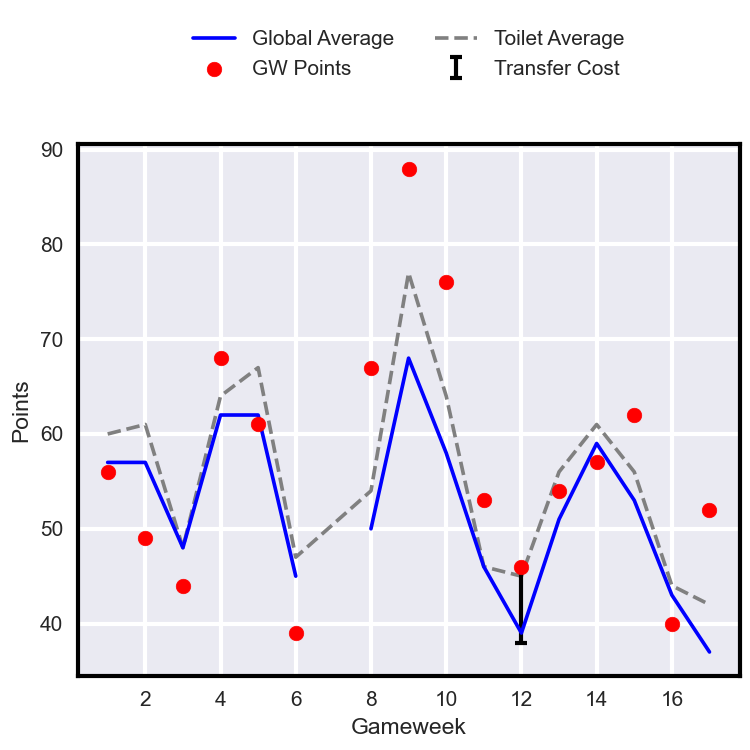 Global Average
Toilet Average
GW Points
Transfer Cost
90
80
70
60
50
40
Points
2 4 6 8 10 12 14 16
Gameweek